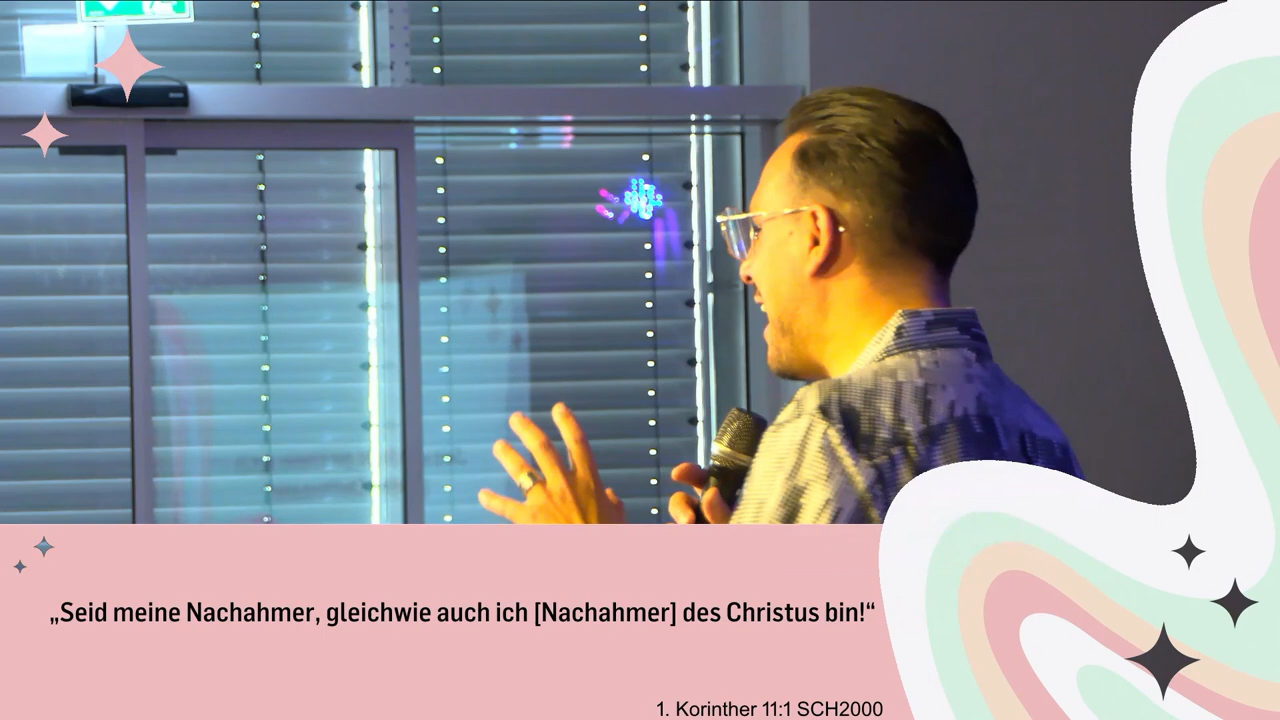 „Seid meine Nachahmer, gleichwie auch ich [Nachahmer] des Christus bin!“
1. Korinther 11:1 SCH2000